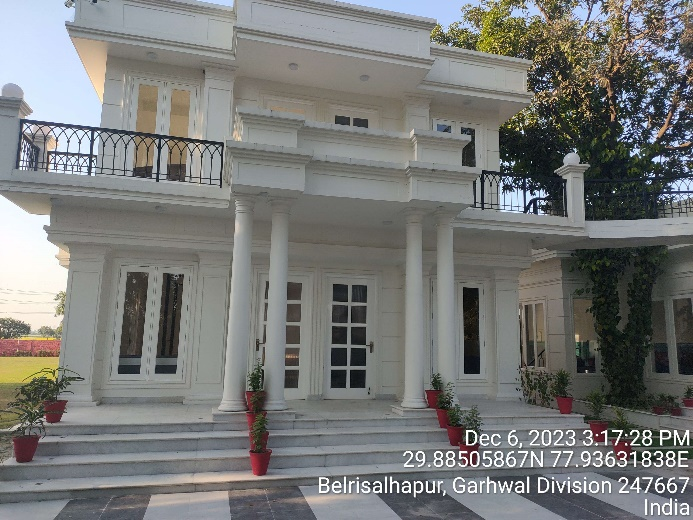 Dec 6, 2023 3:17:28 PM
29.88505867N 77.93631838E
Belrisalhapur, Garhwal Division 247667
India